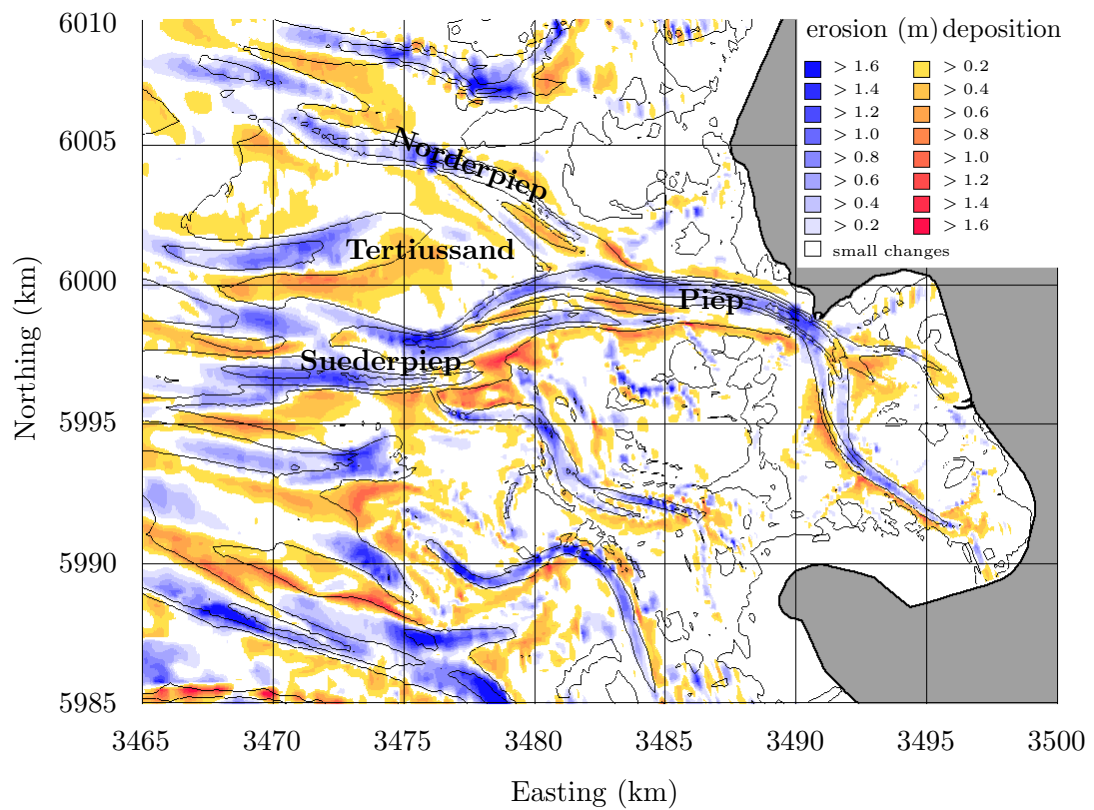 6010
6005
6000
5995
5990
5985
Northing (km)
3465 3470 3475 3480 3485 3490 3495 3500
Easting (km)
erosion (m) deposition
> 1.6 > 0.2
> 1.4 > 0.4
> 1.2 > 0.6
> 1.0 > 0.8
> 0.8 > 1.0
> 0.6 > 1.2
> 0.4 > 1.4
> 0.2 > 1.6
small changes
Norderpiep
Tertiussand
Piep
Suederpiep